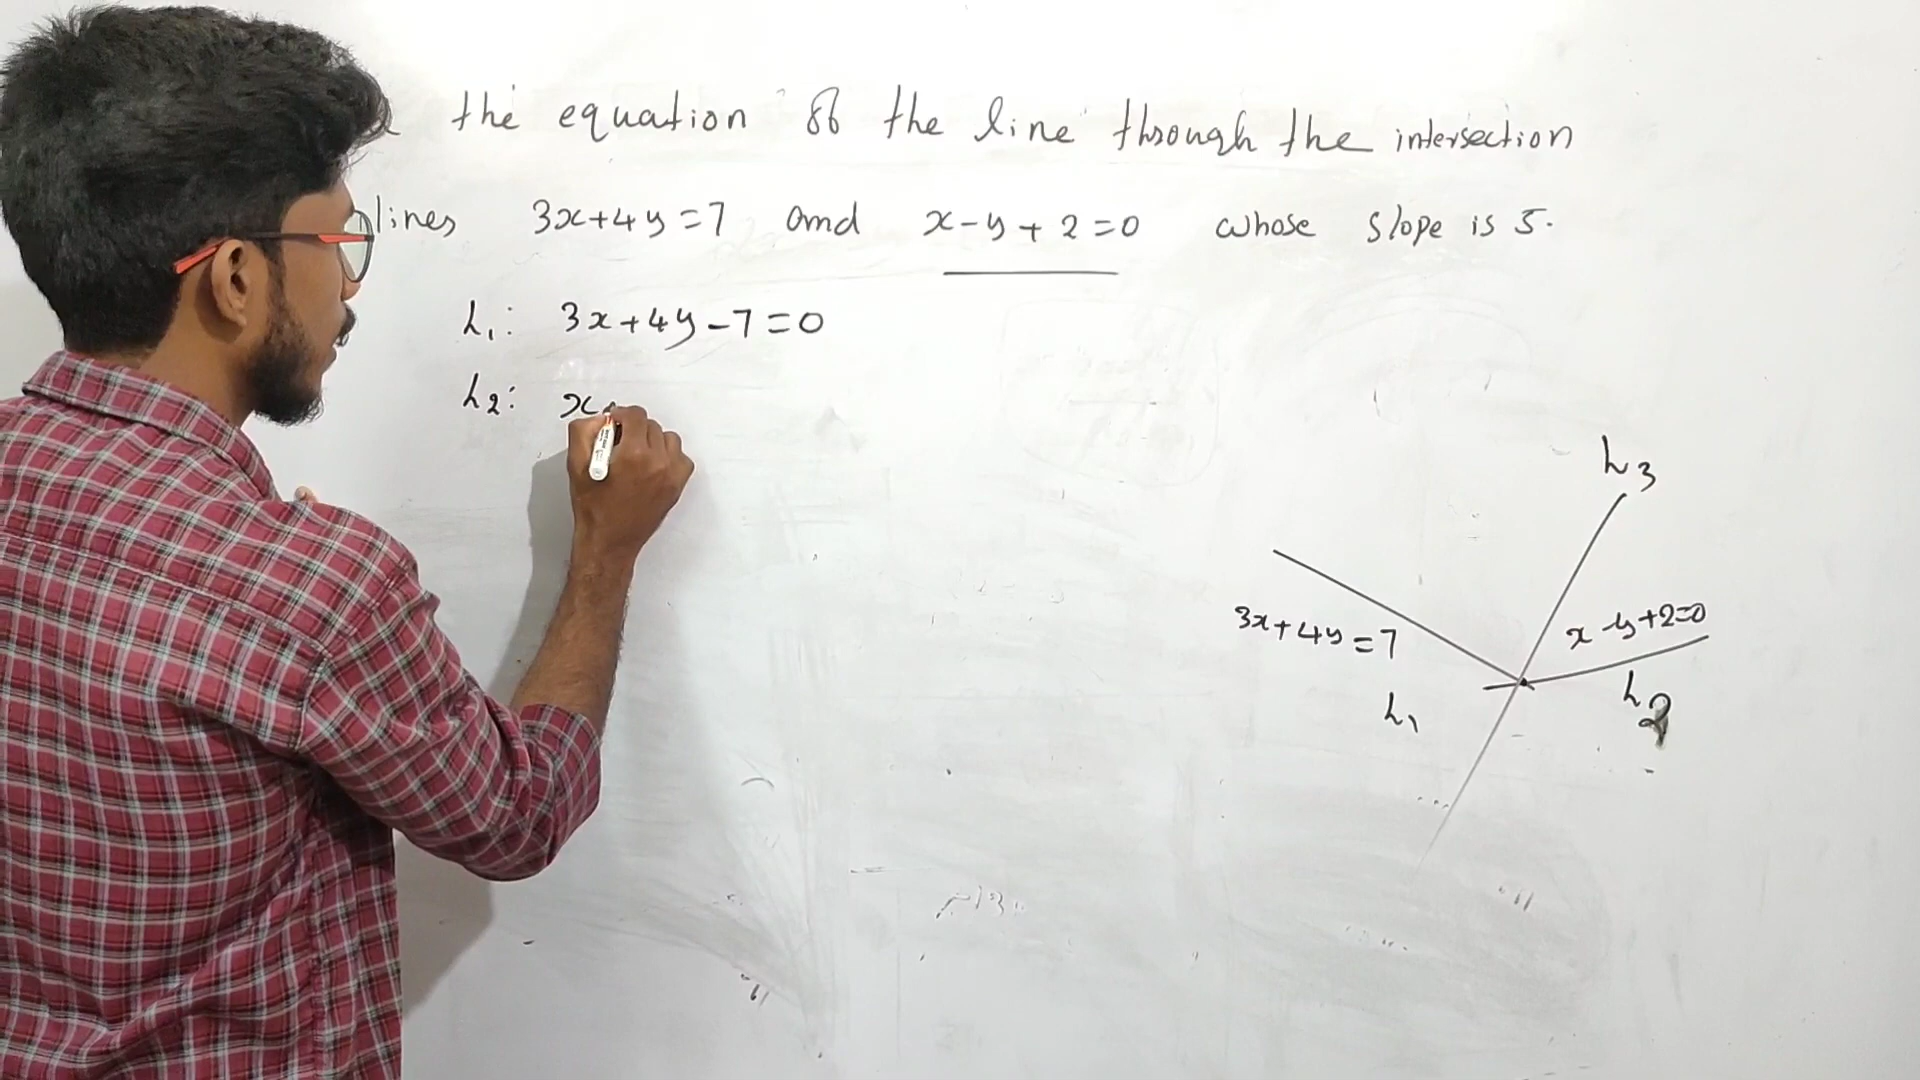 the equation of the line through the intersection
lines 3x+4y=7 and x-y+2=0 whose slope is 5.
L₁: 3x+4y-7=0
L₂: x
L₃
3x+4y=7
x-y+2=0
L₁
L₂